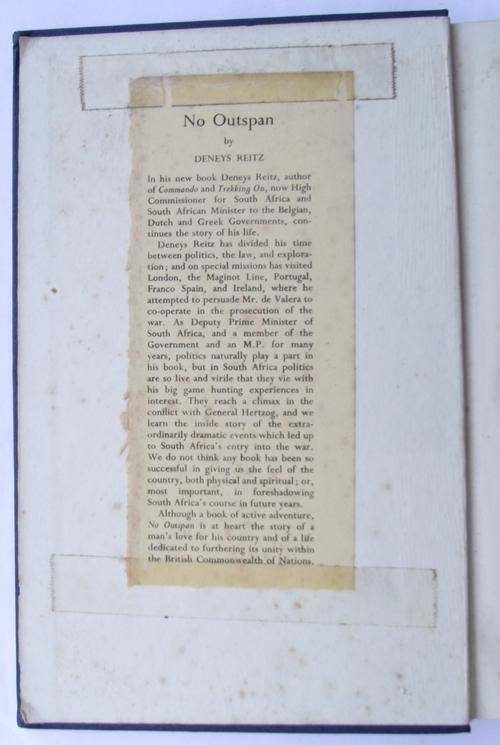 No Outspan
by
DENEYS REITZ
In his new book Deneys Reitz, author
of Commando and Trekking On, now High
Commissioner for South Africa and
South African Minister to the Belgian,
Dutch and Greek Governments, con-
tinues the story of his life.
Deneys Reitz has divided his time
between politics, the law, and explora-
tion; and on special missions has visited
London, the Maginot Line, Portugal,
Franco Spain, and Ireland, where he
attempted to persuade Mr. de Valera to
co-operate in the prosecution of the
war. As Deputy Prime Minister of
South Africa, and a member of the
Government and an M.P. for many
years, politics naturally play a part in
his book, but in South Africa politics
are so live and virile that they vie with
his big game hunting experiences in
interest. They reach a climax in the
conflict with General Hertzog, and we
learn the inside story of the extra-
ordinarily dramatic events which led up
to South Africa's entry into the war.
We do not think any book has been so
successful in giving us the feel of the
country, both physical and spiritual; or,
most important, in foreshadowing
South Africa's course in future years.
Although a book of active adventure,
No Outspan is at heart the story of a
man's love for his country and of a life
dedicated to furthering its unity within
the British Commonwealth of Nations.